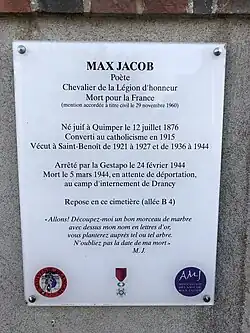 MAX JACOB
Poète
Chevalier de la Légion d'honneur
Mort pour la France
(mention accordée à titre civil le 29 novembre 1960)
Né juif à Quimper le 12 juillet 1876
Converti au catholicisme en 1915
Vécut à Saint-Benoît de 1921 à 1927 et de 1936 à 1944
Arrêté par la Gestapo le 24 février 1944
Mort le 5 mars 1944, en attente de déportation,
au camp d'internement de Drancy
Repose en ce cimetière (allée B 4)
«Allons! Découpez-moi un bon morceau de marbre
avec dessus mon nom en lettres d'or,
vous planterez auprès tel ou tel arbre.
N'oubliez pas la date de ma mort»
M. J.
AMJ